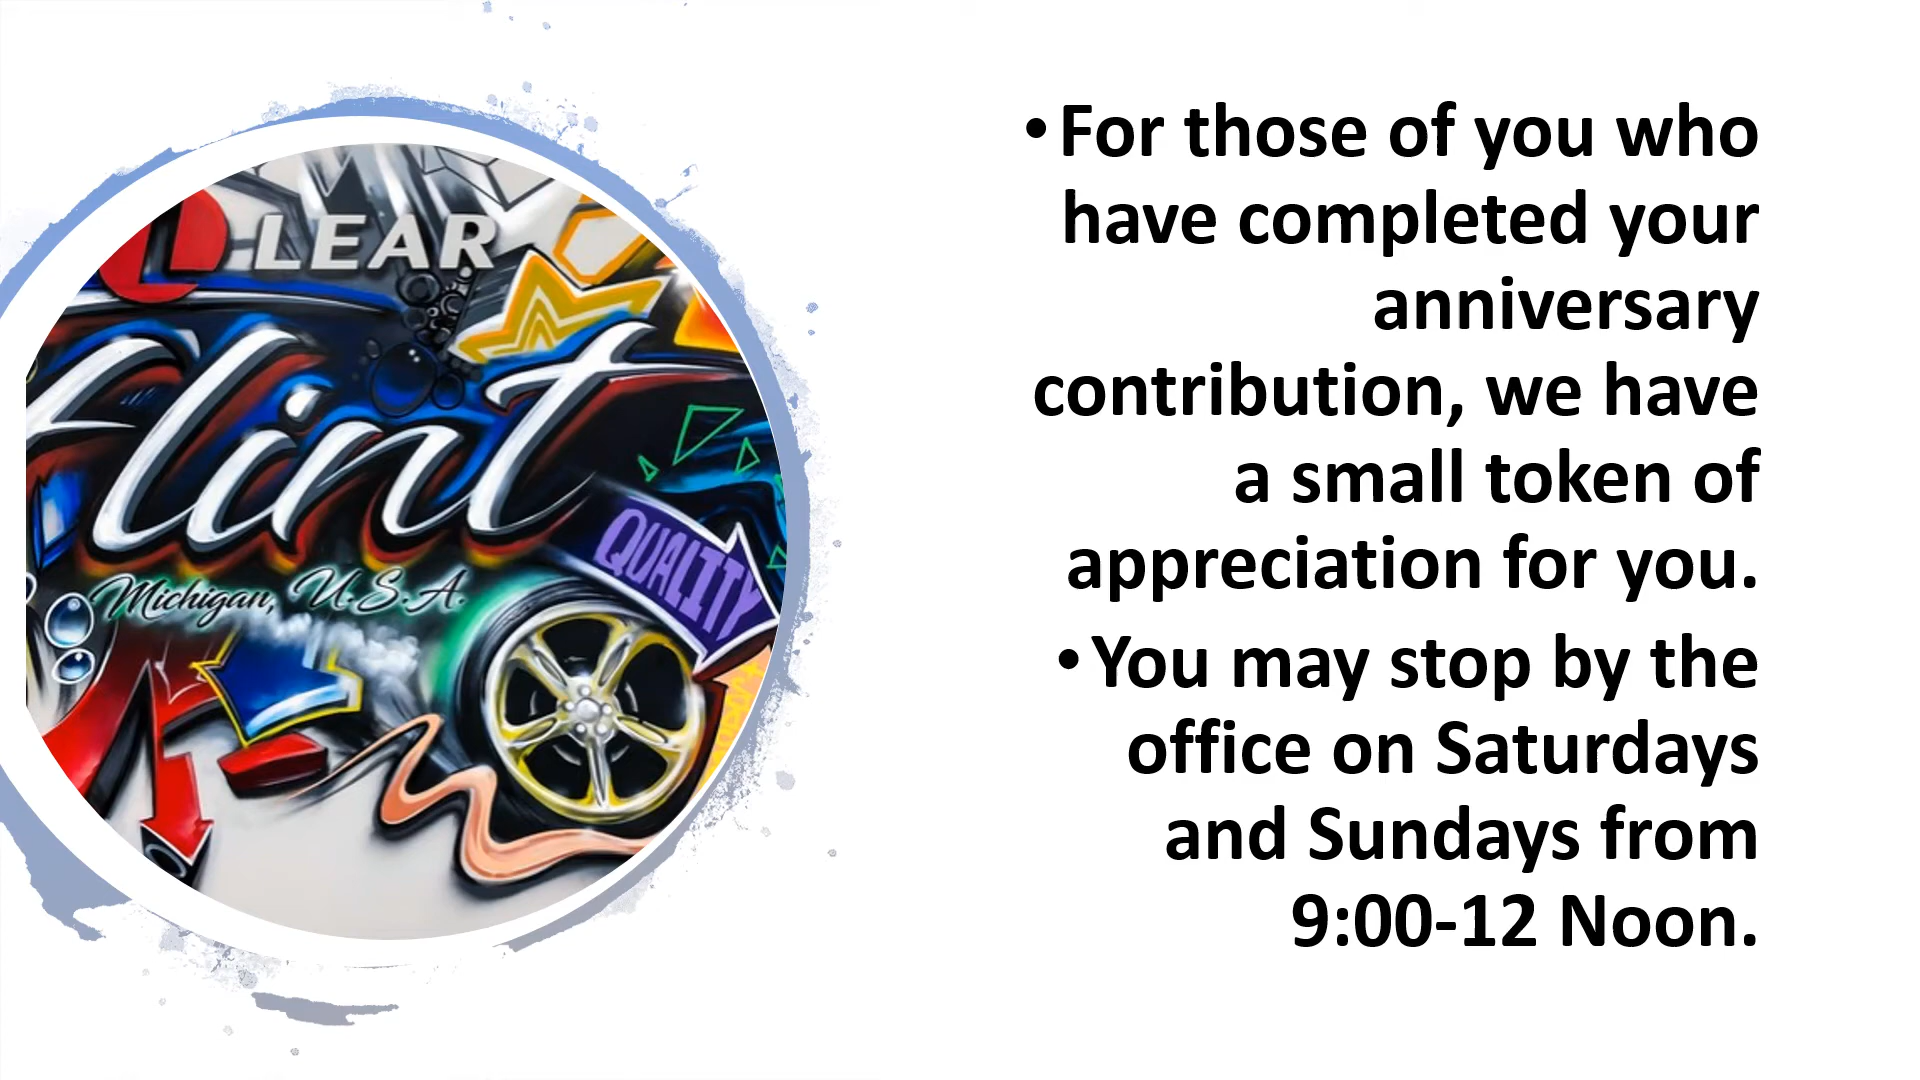 LEAR
flint
QUALITY
Michigan, U.S.A.
• For those of you who
have completed your
anniversary
contribution, we have
a small token of
appreciation for you.
• You may stop by the
office on Saturdays
and Sundays from
9:00-12 Noon.